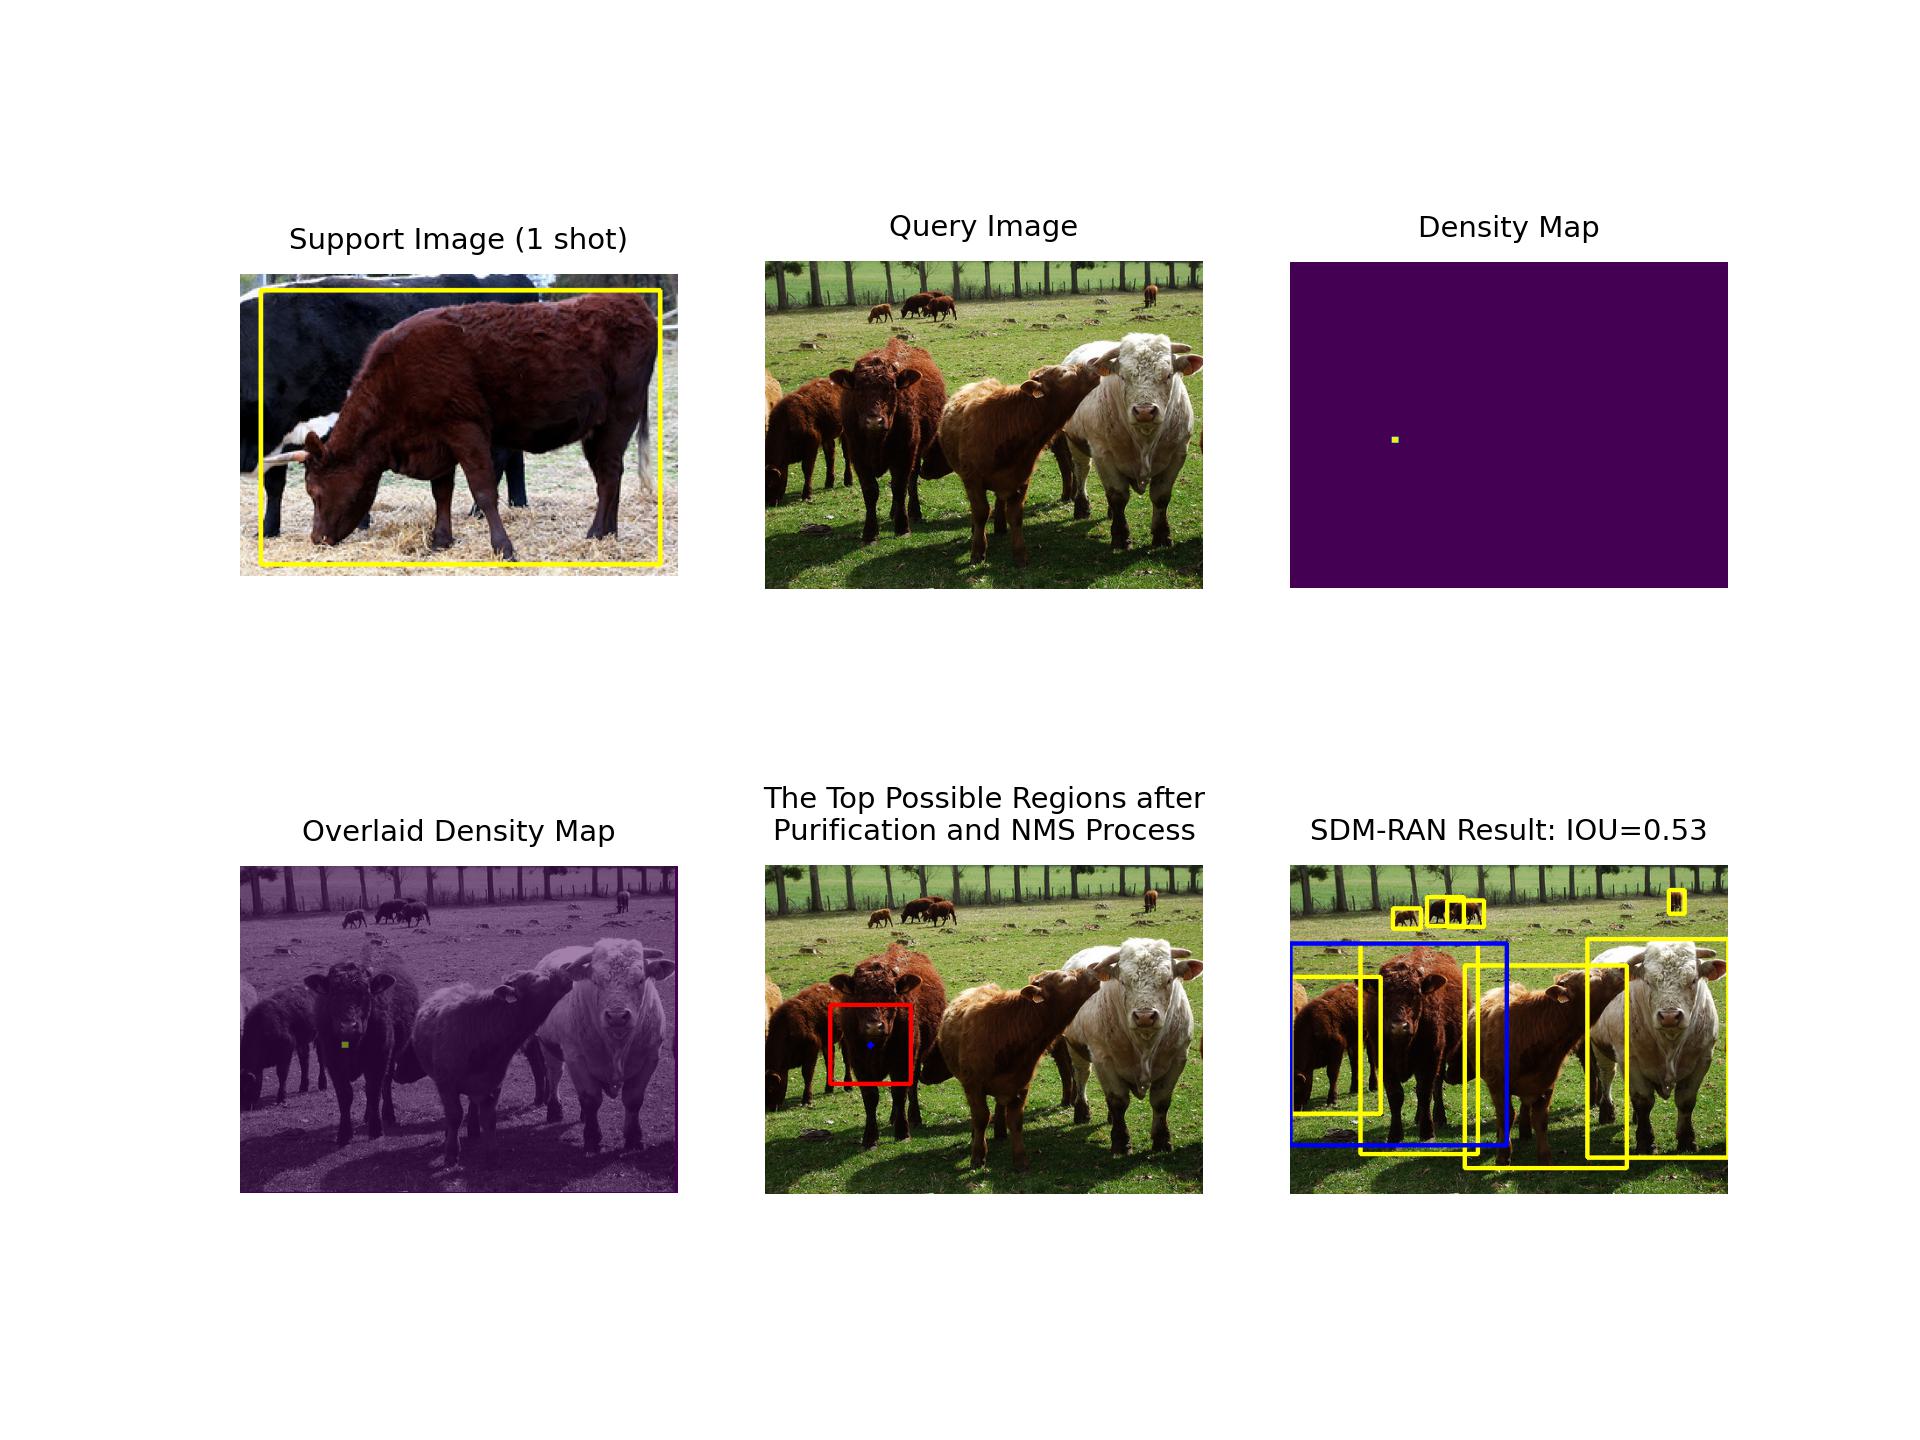 Support Image (1 shot)
Query Image
Density Map
Overlaid Density Map
The Top Possible Regions after
Purification and NMS Process
SDM-RAN Result: IOU=0.53